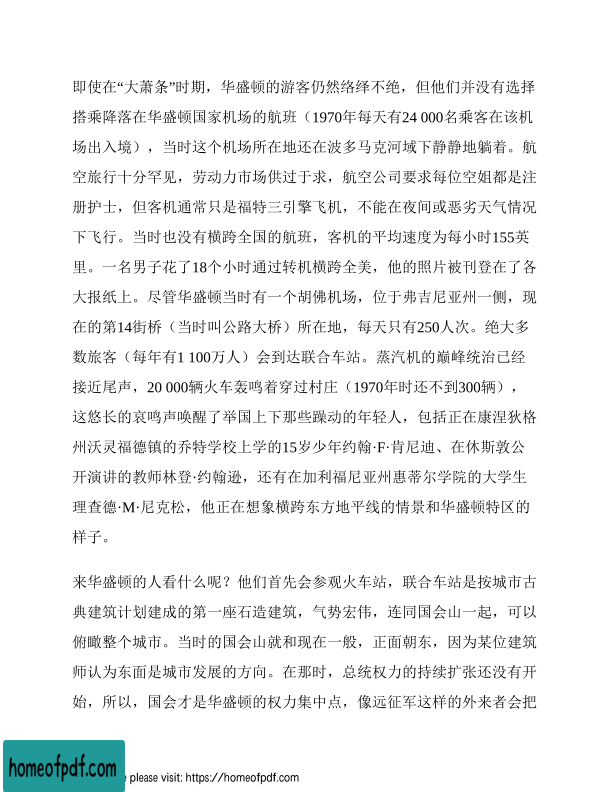 即使在“大萧条”时期，华盛顿的游客仍然络绎不绝，但他们并没有选择
搭乘降落在华盛顿国家机场的航班（1970年每天有24 000名乘客在该机
场出入境），当时这个机场所在地还在波多马克河域下静静地躺着。航
空旅行十分罕见，劳动力市场供过于求，航空公司要求每位空姐都是注
册护士，但客机通常只是福特三引擎飞机，不能在夜间或恶劣天气情况
下飞行。当时也没有横跨全国的航班，客机的平均速度为每小时155英
里。一名男子花了18个小时通过转机横跨全美，他的照片被刊登在了各
大报纸上。尽管华盛顿当时有一个胡佛机场，位于弗吉尼亚州一侧，现
在的第14街桥（当时叫公路大桥）所在地，每天只有250人次。绝大多
数旅客（每年有1 100万人）会到达联合车站。蒸汽机的巅峰统治已经
接近尾声，20 000辆火车轰鸣着穿过村庄（1970年时还不到300辆），
这悠长的哀鸣声唤醒了举国上下那些躁动的年轻人，包括正在康涅狄格
州沃灵福德镇的乔特学校上学的15岁少年约翰·F·肯尼迪、在休斯敦公
开演讲的教师林登·约翰逊，还有在加利福尼亚州惠蒂尔学院的大学生
理查德·M·尼克松，他正在想象横跨东方地平线的情景和华盛顿特区的
样子。
来华盛顿的人看什么呢？他们首先会参观火车站，联合车站是按城市古
典建筑计划建成的第一座石造建筑，气势宏伟，连同国会山一起，可以
俯瞰整个城市。当时的国会山就和现在一般，正面朝东，因为某位建筑
师认为东面是城市发展的方向。在那时，总统权力的持续扩张还没有开
始，所以，国会才是华盛顿的权力集中点，像远征军这样的外来者会把
homeofpdf.com
e please visit: https://homeofpdf.com